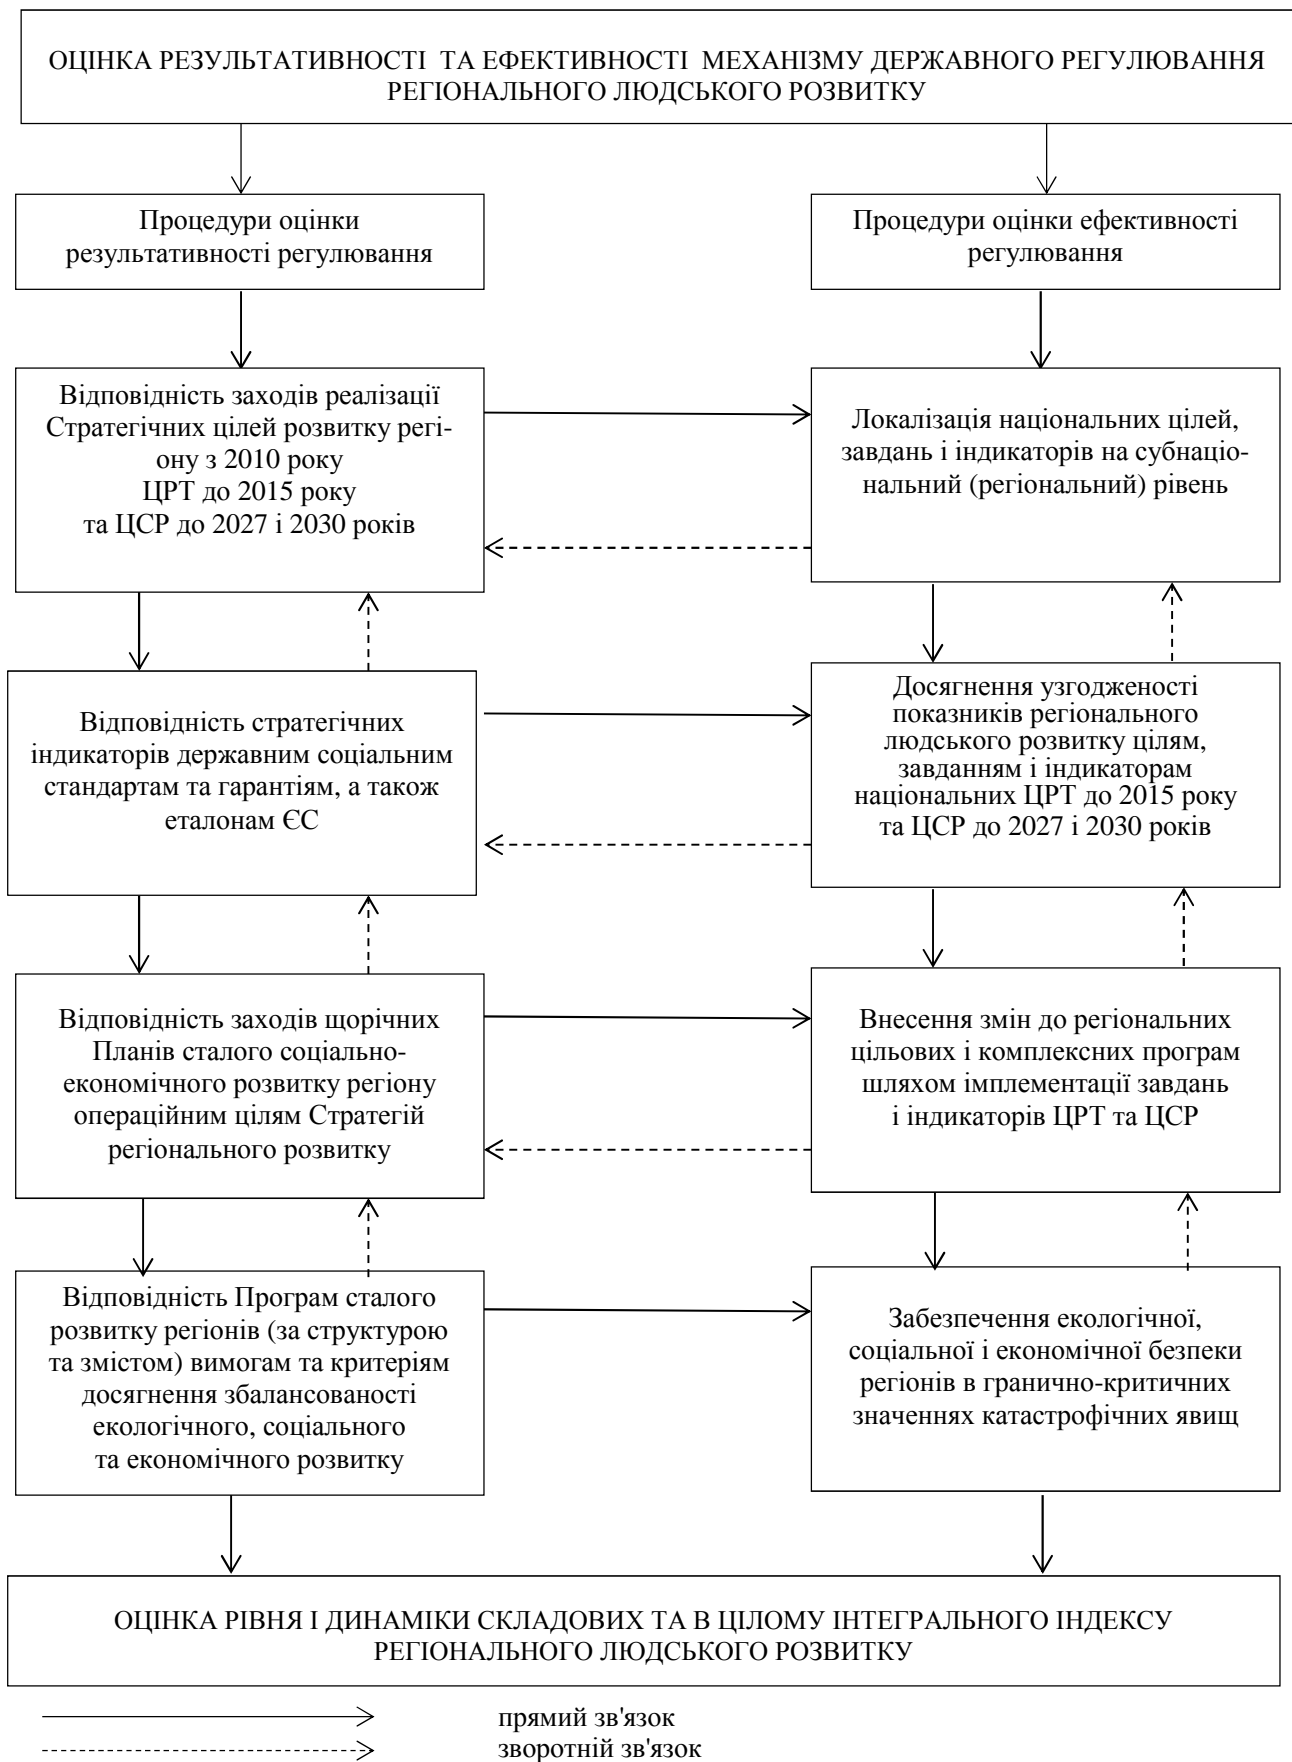 ОЦІНКА РЕЗУЛЬТАТИВНОСТІ ТА ЕФЕКТИВНОСТІ МЕХАНІЗМУ ДЕРЖАВНОГО РЕГУЛЮВАННЯ
РЕГІОНАЛЬНОГО ЛЮДСЬКОГО РОЗВИТКУ
Процедури оцінки
результативності регулювання
Процедури оцінки ефективності
регулювання
Відповідність заходів реалізації
Стратегічних цілей розвитку регі-
ону з 2010 року
ЦРТ до 2015 року
та ЦСР до 2027 і 2030 років
Локалізація національних цілей,
завдань і індикаторів на субнаціо-
нальний (регіональний) рівень
Відповідність стратегічних
індикаторів державним соціальним
стандартам та гарантіям, а також
еталонам ЄС
Досягнення узгодженості
показників регіонального
людського розвитку цілям,
завданням і індикаторам
національних ЦРТ до 2015 року
та ЦСР до 2027 і 2030 років
Відповідність заходів щорічних
Планів сталого соціально-
економічного розвитку регіону
операційним цілям Стратегій
регіонального розвитку
Внесення змін до регіональних
цільових і комплексних програм
шляхом імплементації завдань
і індикаторів ЦРТ та ЦСР
Відповідність Програм сталого
розвитку регіонів (за структурою
та змістом) вимогам та критеріям
досягнення збалансованості
екологічного, соціального
та економічного розвитку
Забезпечення екологічної,
соціальної і економічної безпеки
регіонів в гранично-критичних
значеннях катастрофічних явищ
ОЦІНКА РІВНЯ І ДИНАМІКИ СКЛАДОВИХ ТА В ЦІЛОМУ ІНТЕГРАЛЬНОГО ІНДЕКСУ
РЕГІОНАЛЬНОГО ЛЮДСЬКОГО РОЗВИТКУ
прямий зв'язок
зворотній зв'язок